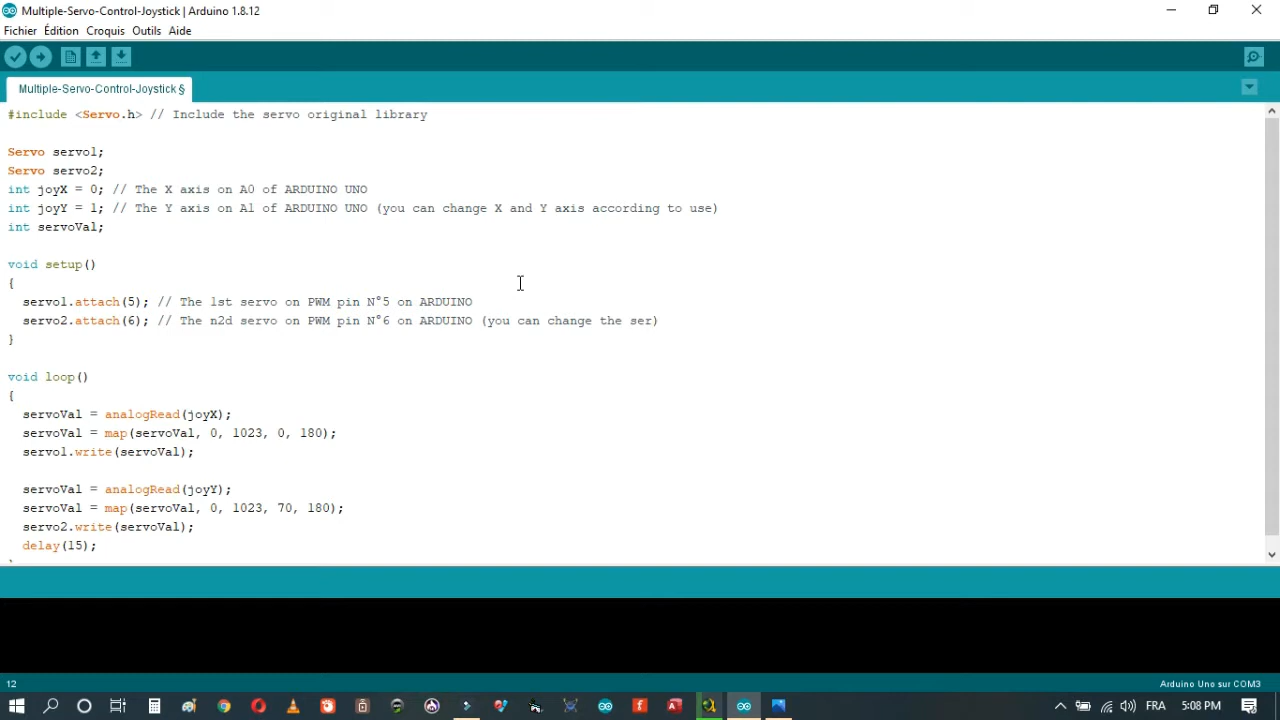 Multiple-Servo-Control-Joystick | Arduino 1.8.12
Fichier Édition Croquis Outils Aide
Multiple-Servo-Control-Joystick §
#include <Servo.h> // Include the servo original library
Servo servo1;
Servo servo2;
int joyX = 0; // The X axis on A0 of ARDUINO UNO
int joyY = 1; // The Y axis on A1 of ARDUINO UNO (you can change X and Y axis according to use)
int servoVal;
void setup()
{
servo1.attach(5); // The 1st servo on PWM pin N°5 on ARDUINO
servo2.attach(6); // The n2d servo on PWM pin N°6 on ARDUINO (you can change the ser)
}
void loop()
{
servoVal = analogRead(joyX);
servoVal = map(servoVal, 0, 1023, 0, 180);
servo1.write(servoVal);
servoVal = analogRead(joyY);
servoVal = map(servoVal, 0, 1023, 70, 180);
servo2.write(servoVal);
delay(15);
12 Arduino Uno sur COM3
FRA 5:08 PM